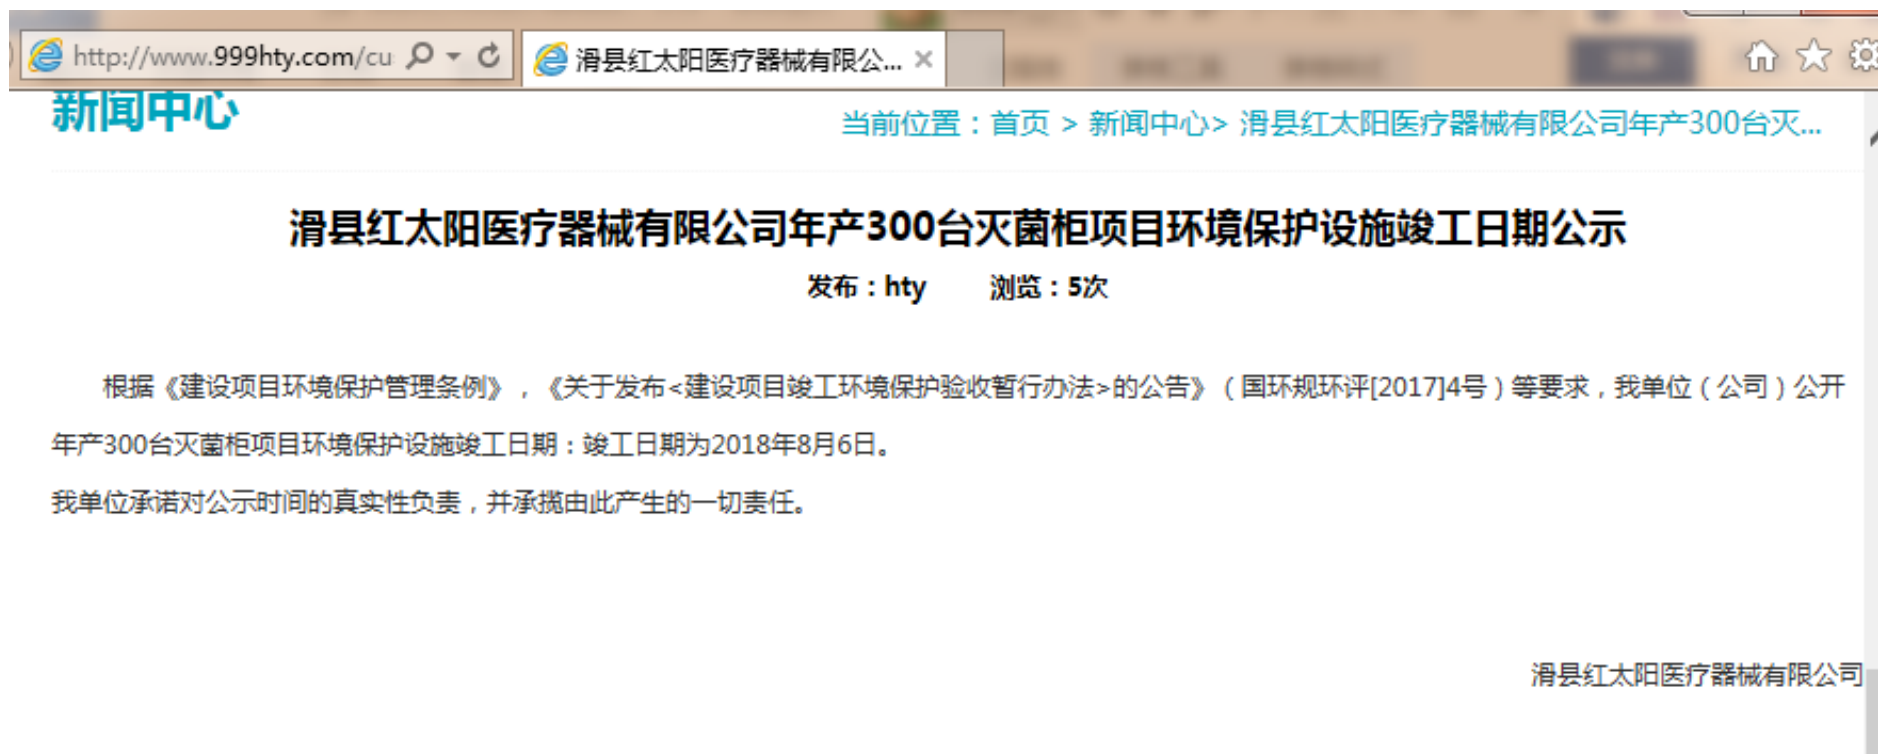 http://www.999hty.com/cu
滑县红太阳医疗器械有限公...
新闻中心
当前位置：首页 > 新闻中心> 滑县红太阳医疗器械有限公司年产300台灭...
滑县红太阳医疗器械有限公司年产300台灭菌柜项目环境保护设施竣工日期公示
发布：hty 浏览：5次
根据《建设项目环境保护管理条例》，《关于发布<建设项目竣工环境保护验收暂行办法>的公告》（国环规环评[2017]4号）等要求，我单位（公司）公开
年产300台灭菌柜项目环境保护设施竣工日期：竣工日期为2018年8月6日。
我单位承诺对公示时间的真实性负责，并承揽由此产生的一切责任。
滑县红太阳医疗器械有限公司